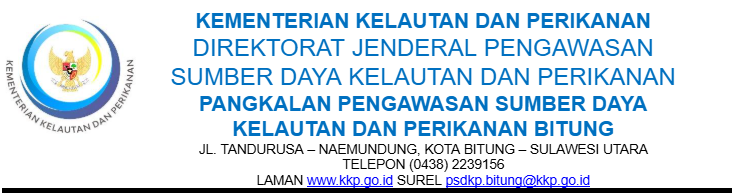 KEMENTERIAN KELAUTAN DAN PERIKANAN
DIREKTORAT JENDERAL PENGAWASAN
SUMBER DAYA KELAUTAN DAN PERIKANAN
PANGKALAN PENGAWASAN SUMBER DAYA
KELAUTAN DAN PERIKANAN BITUNG
JL. TANDURUSA – NAEMUNDUNG, KOTA BITUNG – SULAWESI UTARA
TELEPON (0438) 2239156
LAMAN www.kkp.go.id SUREL psdkp.bitung@kkp.go.id
KEMENTERIAN KELAUTAN DAN PERIKANAN